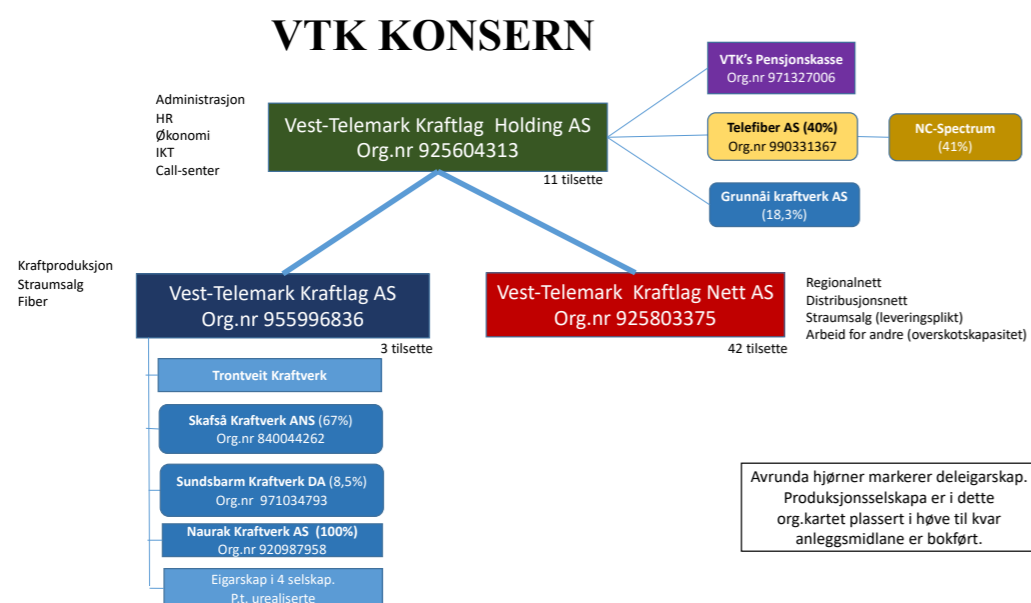 VTK KONSERN
Administrasjon
HR
Økonomi
IKT
Call-senter
Vest-Telemark Kraftlag Holding AS
Org.nr 925604313
11 tilsette
VTK's Pensjonskasse
Org.nr 971327006
Telefiber AS (40%)
Org.nr 990331367
NC-Spectrum
(41%)
Grunnåi kraftverk AS
(18,3%)
Kraftproduksjon
Straumsalg
Fiber
Vest-Telemark Kraftlag AS
Org.nr 955996836
3 tilsette
Vest-Telemark Kraftlag Nett AS
Org.nr 925803375
42 tilsette
Regionalnett
Distribusjonsnett
Straumsalg (leveringsplikt)
Arbeid for andre (overskotskapasitet)
Trontveit Kraftverk
Skafså Kraftverk ANS (67%)
Org.nr 840044262
Sundsbarm Kraftverk DA (8,5%)
Org.nr 971034793
Naurak Kraftverk AS (100%)
Org.nr 920987958
Eigarskap i 4 selskap.
P.t. urealiserte
Avrunda hjørner markerer deleigarskap.
Produksjonsselskapa er i dette
org.kartet plassert i høve til kvar
anleggsmidlane er bokført.